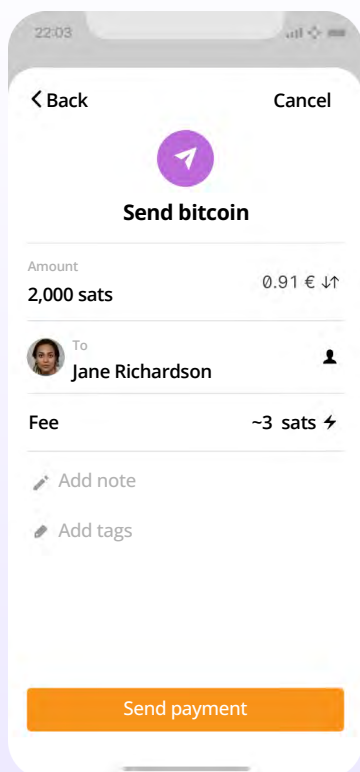 22:03
Back
Cancel
Send bitcoin
Amount
2,000 sats
0.91 € ↓↑
To
Jane Richardson
Fee
~3 sats
Add note
Add tags
Send payment